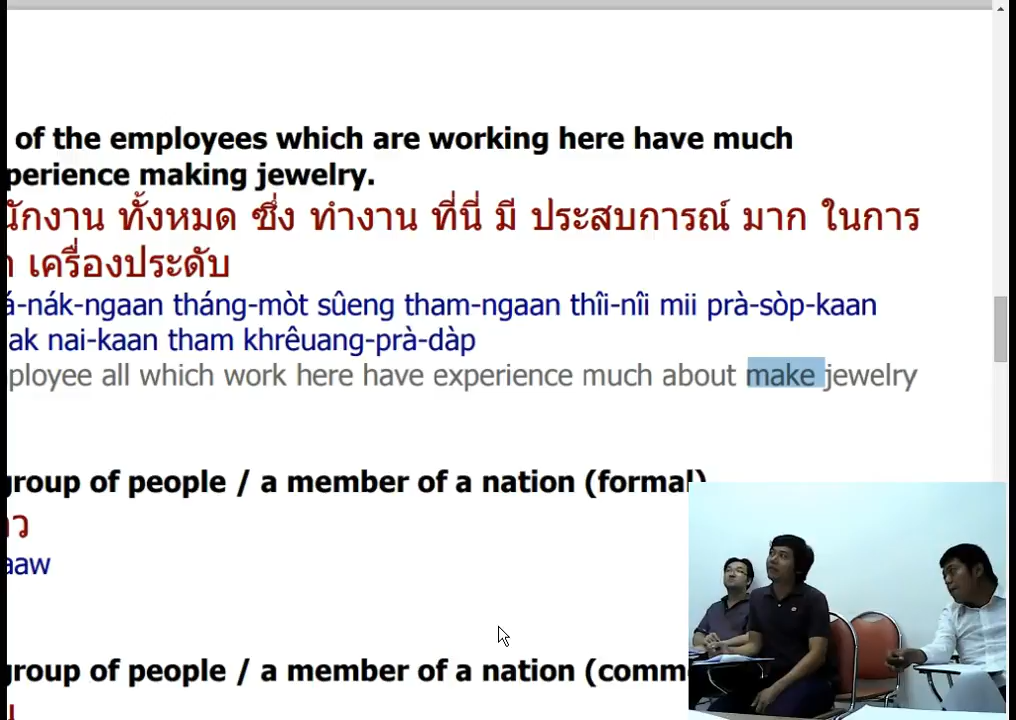 of the employees which are working here have much
perience making jewelry.
นักงาน ทั้งหมด ซึ่ง ทำงาน ที่นี่ มี ประสบการณ์ มาก ในการ
เครื่องประดับ
á-nák-ngaan tháng-mòt sûeng tham-ngaan thîi-nîi mii prà-sòp-kaan
ak nai-kaan tham khrêuang-prà-dàp
ployee all which work here have experience much about make jewelry
group of people / a member of a nation (formal)
าว
aaw
group of people / a member of a nation (comm